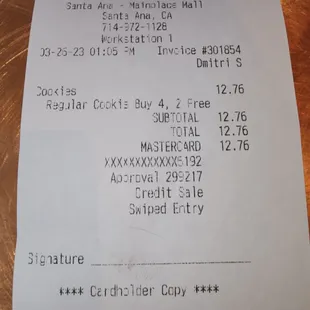 Santa Ana - Mainplace Mall
Santa Ana, CA
714-972-1128
Workstation 1
03-26-23 01:05 PM Invoice #301854
Dmitri S
Cookies 12.76
Regular Cookie Buy 4, 2 Free
SUBTOTAL 12.76
TOTAL 12.76
MASTERCARD 12.76
XXXXXXXXXXXX5192
Approval 299217
Credit Sale
Swiped Entry
Signature
**** Cardholder Copy ****